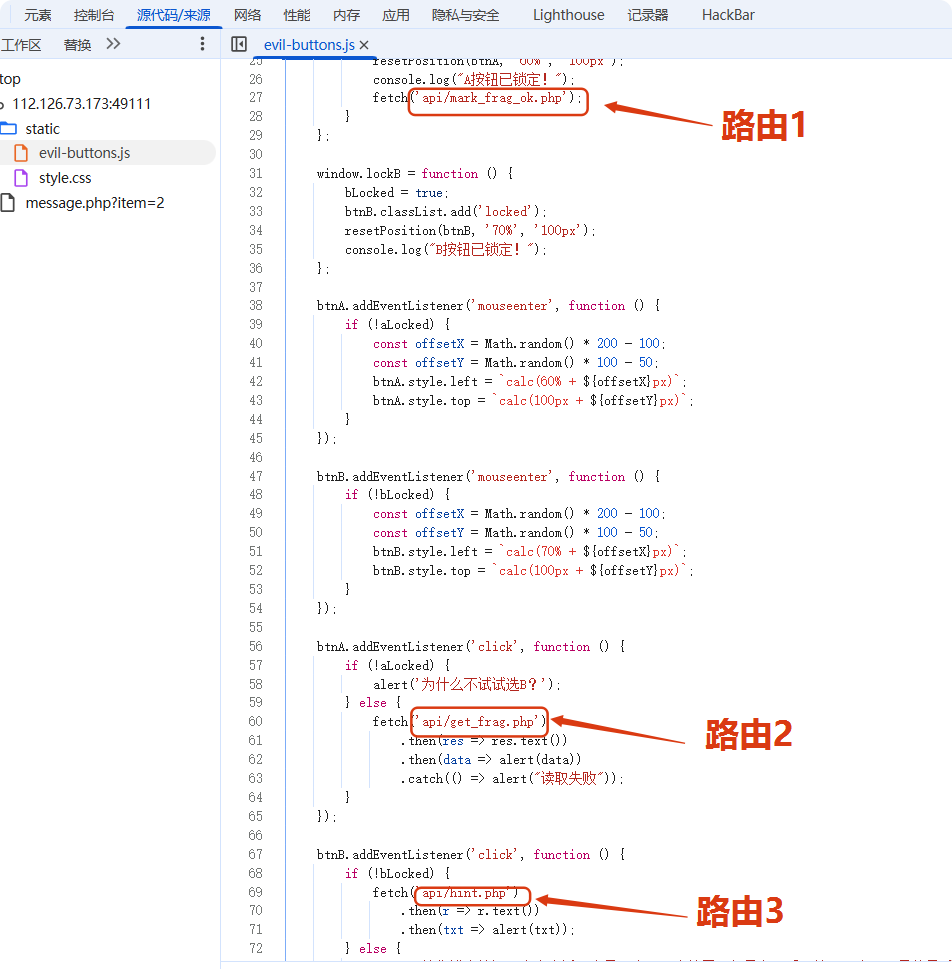 元素 控制台 源代码/来源 网络 性能 内存 应用 隐私与安全 Lighthouse 记录器 HackBar
工作区 替换 evil-buttons.js
top
112.126.73.173:49111
static
evil-buttons.js
style.css
message.php?item=2
25 resetPosition(btnA, '60%', '100px');
26 console.log("A按钮已锁定! ");
27 fetch('api/mark_frag_ok.php');
28 }
29 };
30
31 window.lockB = function () {
32 bLocked = true;
33 btnB.classList.add('locked');
34 resetPosition(btnB, '70%', '100px');
35 console.log("B按钮已锁定! ");
36 };
37
38 btnA.addEventListener('mouseenter', function () {
39 if (!aLocked) {
40 const offsetX = Math.random() * 200 - 100;
41 const offsetY = Math.random() * 100 - 50;
42 btnA.style.left = `calc(60% + ${offsetX}px)`;
43 btnA.style.top = `calc(100px + ${offsetY}px)`;
44 }
45 });
46
47 btnB.addEventListener('mouseenter', function () {
48 if (!bLocked) {
49 const offsetX = Math.random() * 200 - 100;
50 const offsetY = Math.random() * 100 - 50;
51 btnB.style.left = `calc(70% + ${offsetX}px)`;
52 btnB.style.top = `calc(100px + ${offsetY}px)`;
53 }
54 });
55
56 btnA.addEventListener('click', function () {
57 if (!aLocked) {
58 alert('为什么不试试选B？');
59 } else {
60 fetch('api/get_frag.php')
61 .then(res => res.text())
62 .then(data => alert(data))
63 .catch(() => alert("读取失败"));
64 }
65 });
66
67 btnB.addEventListener('click', function () {
68 if (!bLocked) {
69 fetch('api/hint.php')
70 .then(r => r.text())
71 .then(txt => alert(txt));
72 } else {
路由1
路由2
路由3